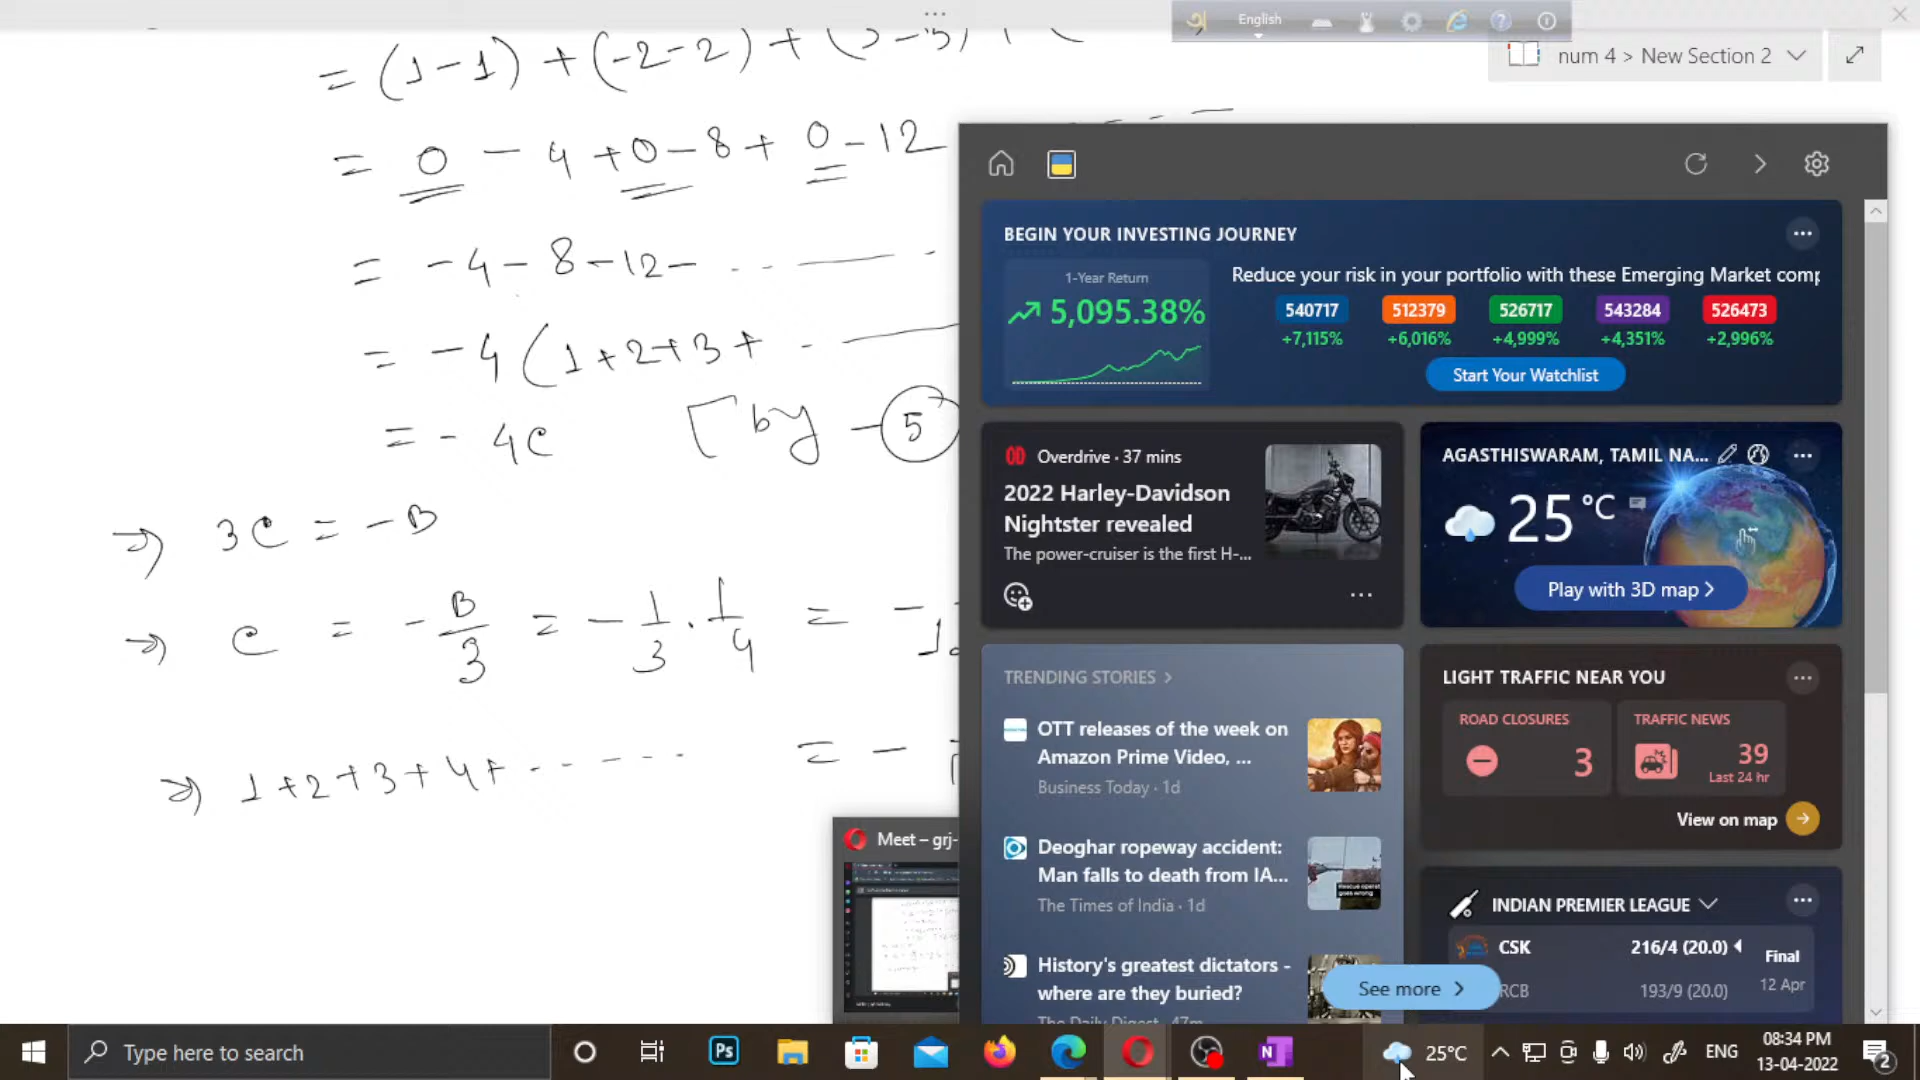 English
num 4 > New Section 2
= (1-1) + (-2-2) + (3-3) + (
= 0 - 4 + 0 - 8 + 0 - 12
= -4 - 8 - 12 - ..
= -4 (1+2+3+ .
= - 4C [by - 5
⇒ 3C = -B
⇒ C = -B/3 = -1/3 . 1/4 = -
⇒ 1+2+3+4+ ...... = -
BEGIN YOUR INVESTING JOURNEY
1-Year Return
5,095.38%
Reduce your risk in your portfolio with these Emerging Market comp
540717 512379 526717 543284 526473
+7,115% +6,016% +4,999% +4,351% +2,996%
Start Your Watchlist
Overdrive · 37 mins
2022 Harley-Davidson
Nightster revealed
The power-cruiser is the first H-...
AGASTHISWARAM, TAMIL NA...
25 °C
Play with 3D map >
TRENDING STORIES >
OTT releases of the week on
Amazon Prime Video, ...
Business Today · 1d
Deoghar ropeway accident:
Man falls to death from IA...
The Times of India · 1d
History's greatest dictators -
where are they buried?
The Daily Digest · 47m
LIGHT TRAFFIC NEAR YOU
ROAD CLOSURES
3
TRAFFIC NEWS
39
Last 24 hr
View on map
INDIAN PREMIER LEAGUE
CSK 216/4 (20.0)
RCB 193/9 (20.0)
Final
12 Apr
See more >
Meet – grj-
Type here to search
Ps
N
25°C
ENG
08:34 PM
13-04-2022
2